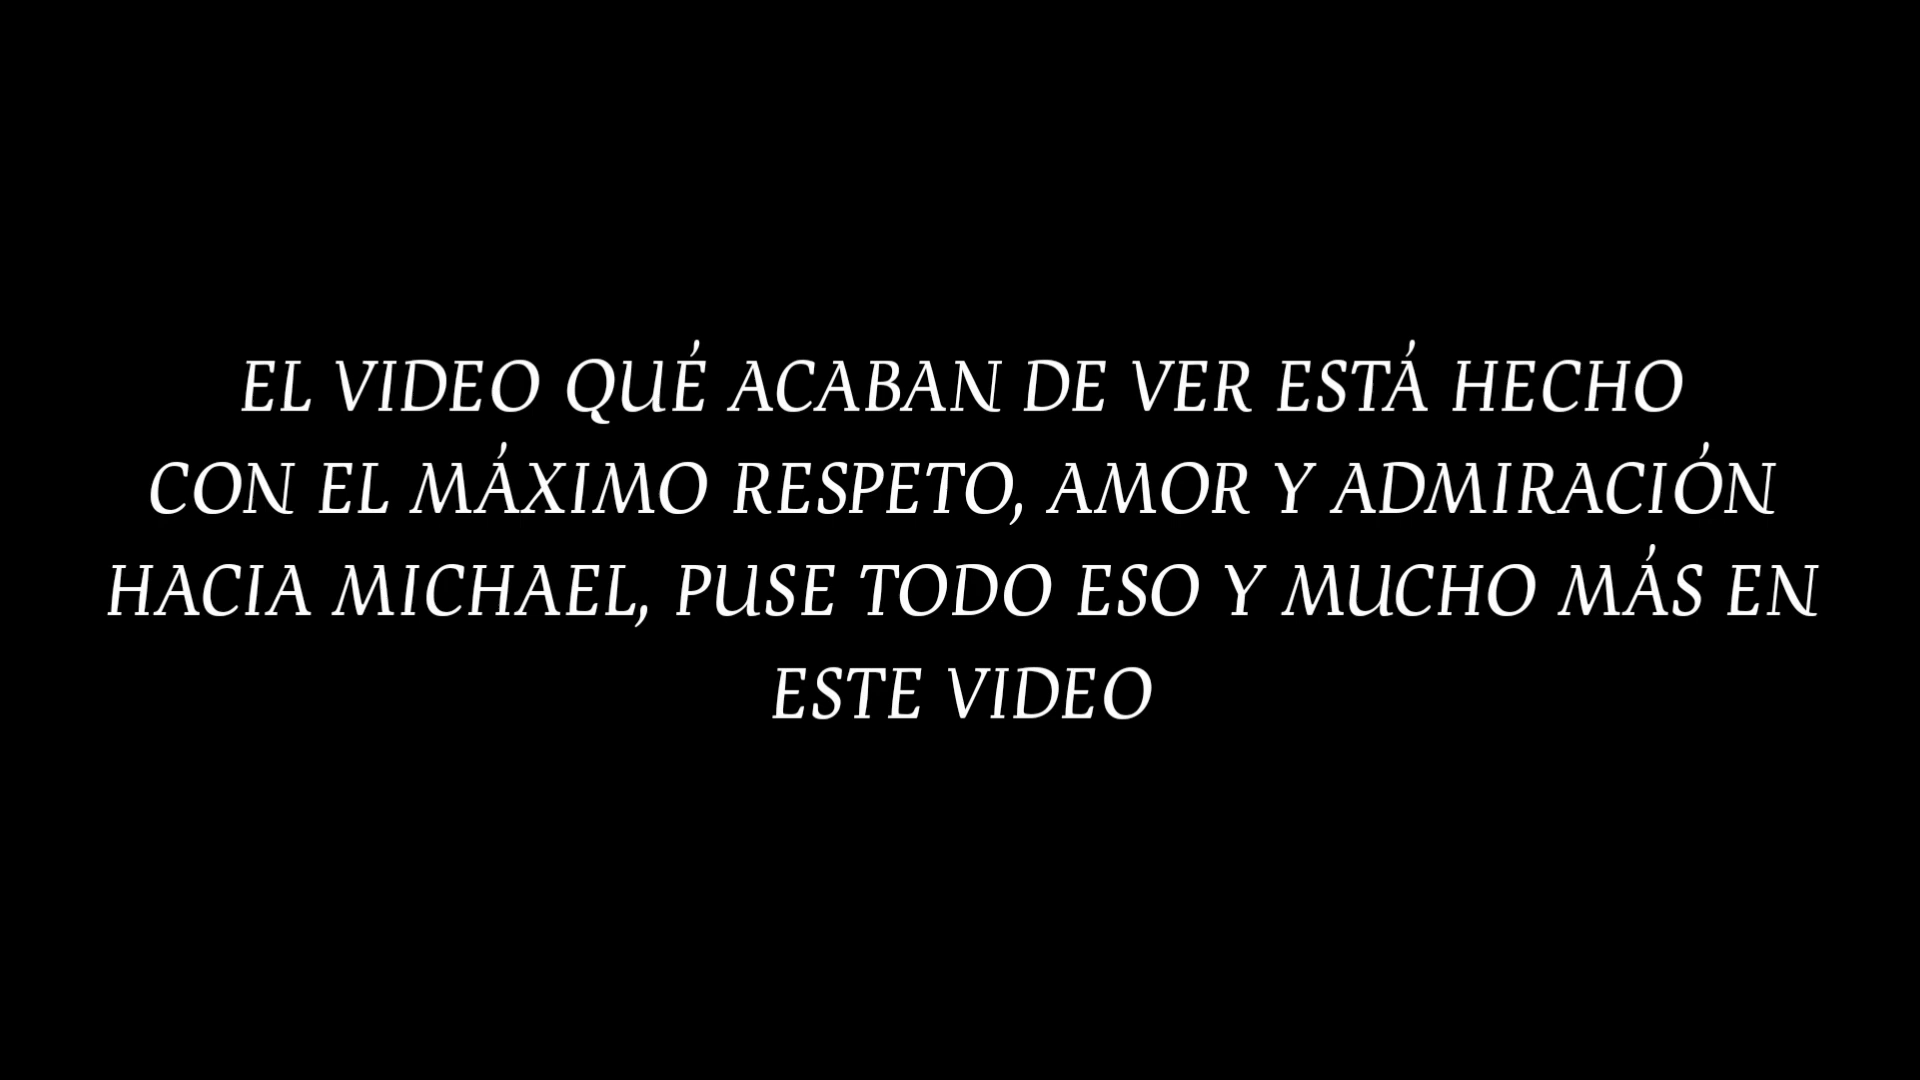 EL VIDEO QUÉ ACABAN DE VER ESTÁ HECHO
CON EL MÁXIMO RESPETO, AMOR Y ADMIRACIÓN
HACIA MICHAEL, PUSE TODO ESO Y MUCHO MÁS EN
ESTE VIDEO